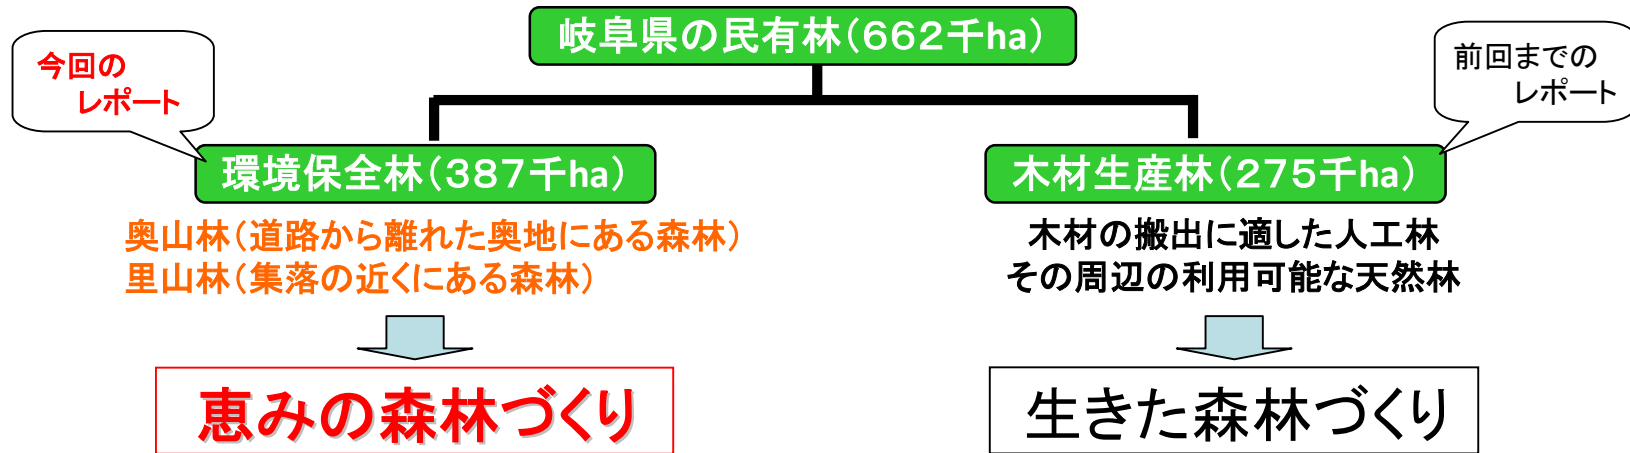 岐阜県の民有林（662千ha）
今回の
レポート
前回までの
レポート
環境保全林（387千ha）
木材生産林（275千ha）
奥山林（道路から離れた奥地にある森林）
里山林（集落の近くにある森林）
木材の搬出に適した人工林
その周辺の利用可能な天然林
恵みの森林づくり
生きた森林づくり